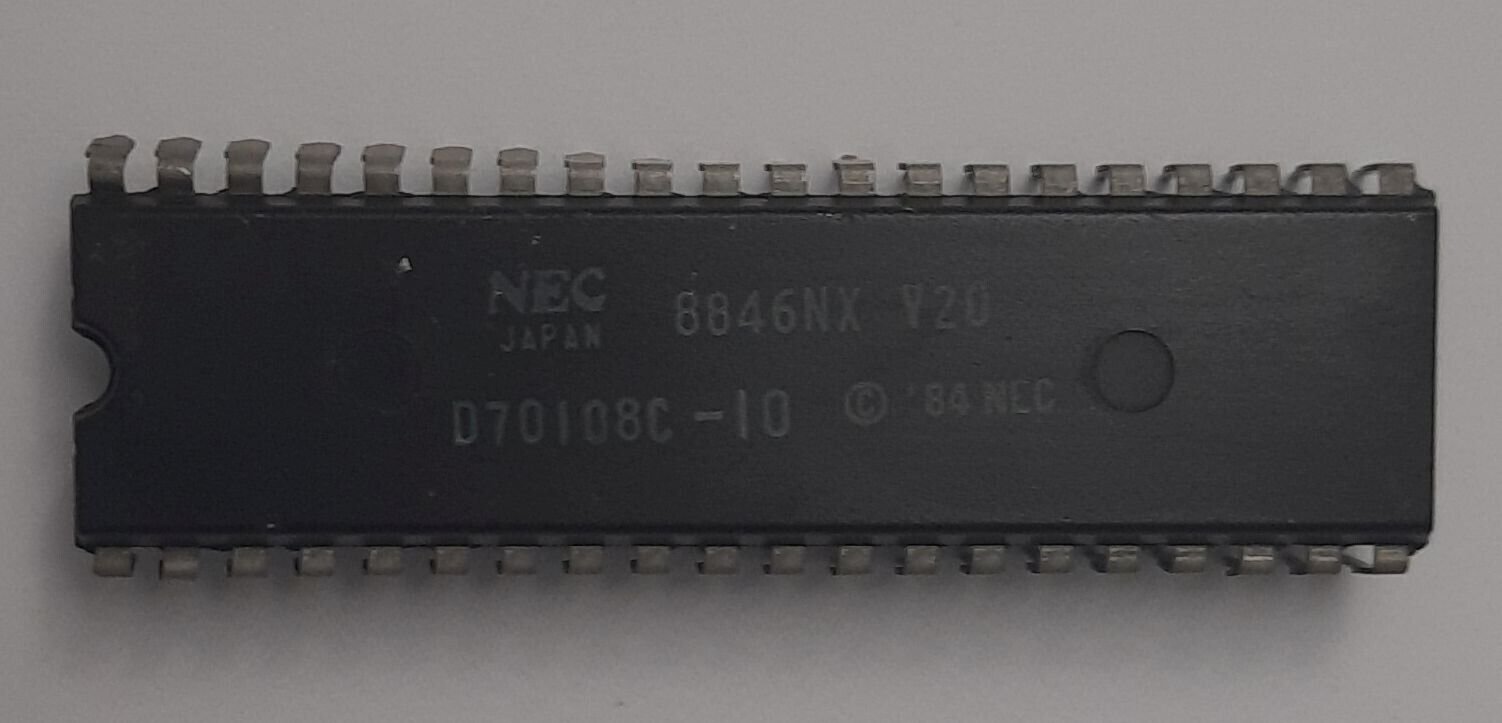 NEC 8846NX V20
JAPAN
D70108C-10 © '84 NEC